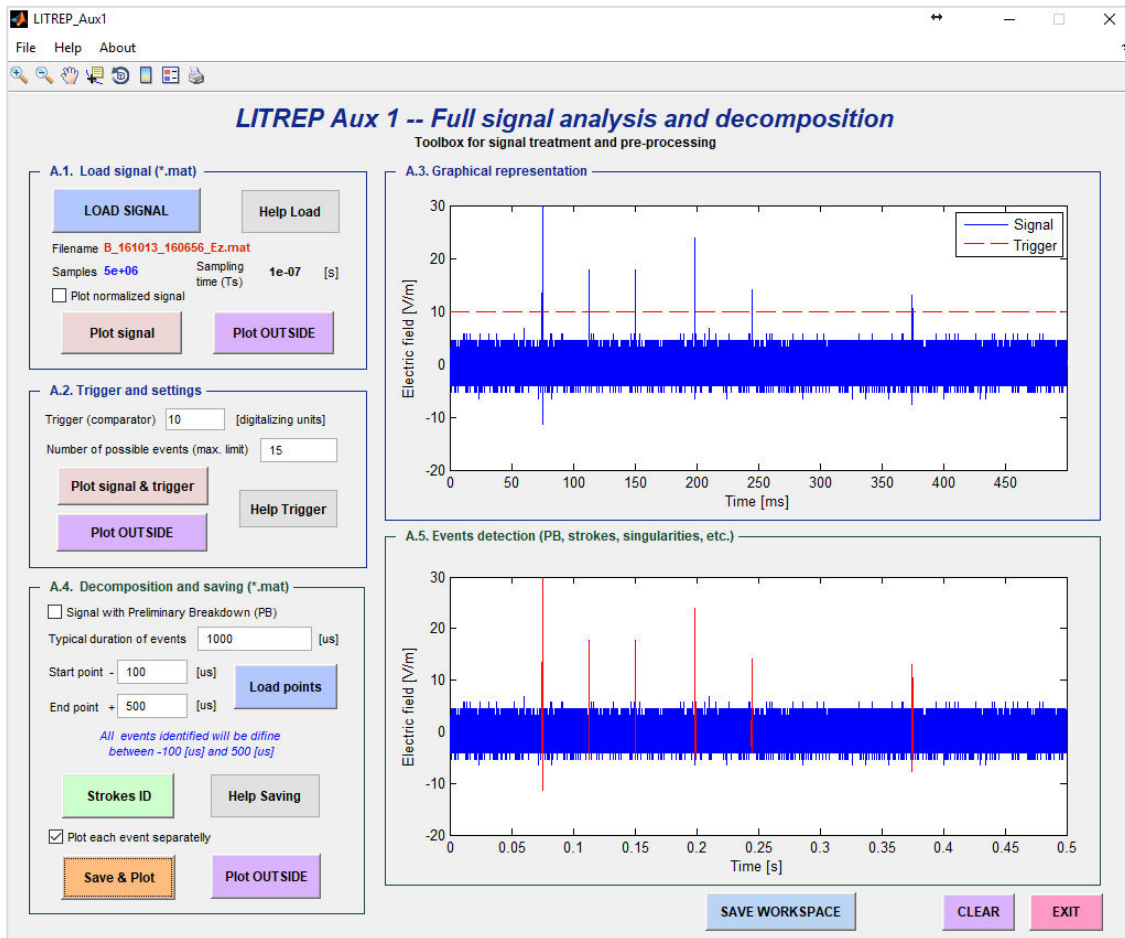 LITREP_Aux1
File Help About
LITREP Aux 1 -- Full signal analysis and decomposition
Toolbox for signal treatment and pre-processing
A.1. Load signal (*.mat)
LOAD SIGNAL
Help Load
Filename B_161013_160656_Ez.mat
Samples 5e+06 Sampling time (Ts) 1e-07 [s]
Plot normalized signal
Plot signal
Plot OUTSIDE
A.2. Trigger and settings
Trigger (comparator) 10 [digitalizing units]
Number of possible events (max. limit) 15
Plot signal & trigger
Help Trigger
Plot OUTSIDE
A.4. Decomposition and saving (*.mat)
Signal with Preliminary Breakdown (PB)
Typical duration of events 1000 [us]
Start point - 100 [us]
Load points
End point + 500 [us]
All events identified will be difine
between -100 [us] and 500 [us]
Strokes ID
Help Saving
Plot each event separatelly
Save & Plot
Plot OUTSIDE
A.3. Graphical representation
Electric field [V/m]
30
20
10
0
-10
-20
Signal
Trigger
0 50 100 150 200 250 300 350 400 450
Time [ms]
A.5. Events detection (PB, strokes, singularities, etc.)
Electric field [V/m]
30
20
10
0
-10
-20
0 0.05 0.1 0.15 0.2 0.25 0.3 0.35 0.4 0.45 0.5
Time [s]
SAVE WORKSPACE
CLEAR
EXIT